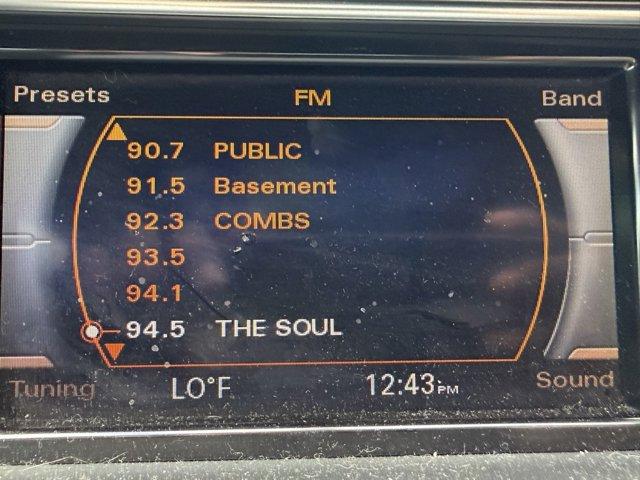 Presets FM Band
90.7 PUBLIC
91.5 Basement
92.3 COMBS
93.5
94.1
94.5 THE SOUL
Tuning LO°F 12:43PM Sound